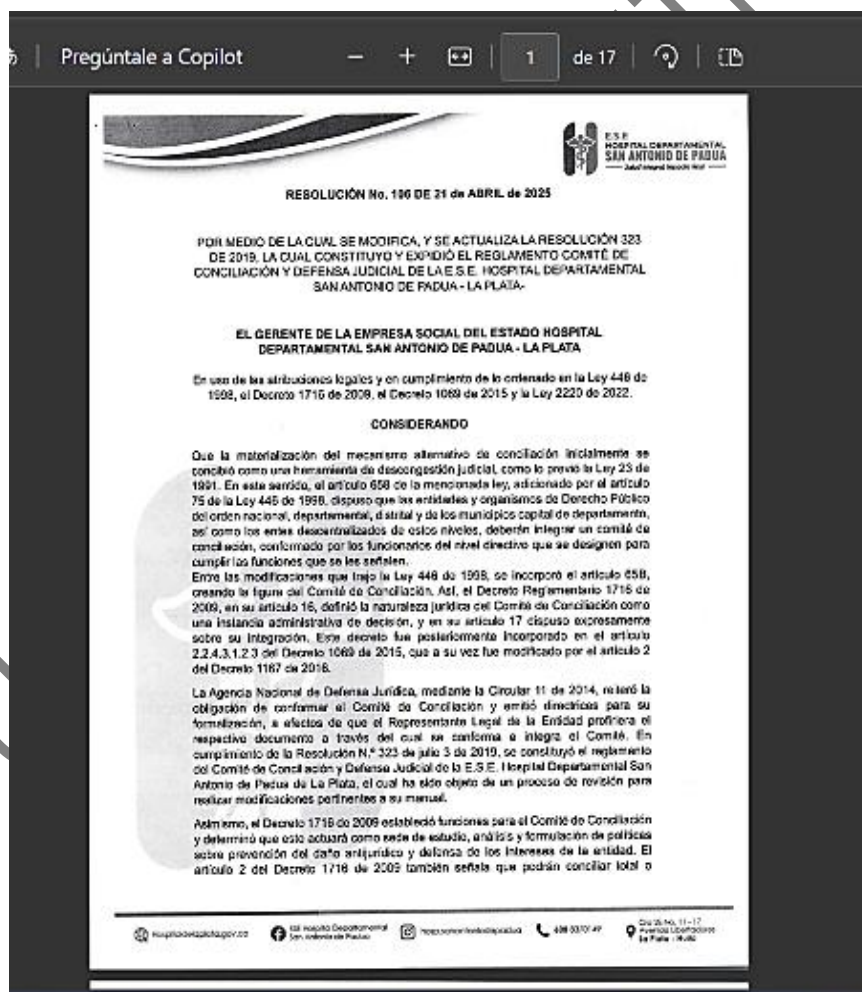 Pregúntale a Copilot
1 de 17
E.S.E
HOSPITAL DEPARTAMENTAL
SAN ANTONIO DE PADUA
RESOLUCIÓN No. 106 DE 21 de ABRIL de 2025
POR MEDIO DE LA CUAL SE MODIFICA, Y SE ACTUALIZA LA RESOLUCIÓN 323
DE 2019, LA CUAL CONSTITUYO Y EXPIDIÓ EL REGLAMENTO COMITÉ DE
CONCILIACIÓN Y DEFENSA JUDICIAL DE LA E.S.E. HOSPITAL DEPARTAMENTAL
SAN ANTONIO DE PADUA - LA PLATA-
EL GERENTE DE LA EMPRESA SOCIAL DEL ESTADO HOSPITAL
DEPARTAMENTAL SAN ANTONIO DE PADUA - LA PLATA
En uso de las atribuciones legales y en cumplimiento de lo ordenado en la Ley 446 de
1998, el Decreto 1716 de 2009, el Decreto 1069 de 2015 y la Ley 2220 de 2022.
CONSIDERANDO
Que la materialización del mecanismo alternativo de conciliación inicialmente se
concibió como una herramienta de descongestión judicial, como lo previó la Ley 23 de
1991. En este sentido, el artículo 65B de la mencionada ley, adicionado por el artículo
75 de la Ley 446 de 1998, dispuso que las entidades y organismos de Derecho Público
del orden nacional, departamental, distrital y de los municipios capital de departamento,
así como los entes descentralizados de estos niveles, deberán integrar un comité de
conciliación, conformado por los funcionarios del nivel directivo que se designen para
cumplir las funciones que se les señalen.
Entre las modificaciones que trajo la Ley 446 de 1998, se incorporó el artículo 65B,
creando la figura del Comité de Conciliación. Así, el Decreto Reglamentario 1716 de
2009, en su artículo 16, definió la naturaleza jurídica del Comité de Conciliación como
una instancia administrativa de decisión, y en su artículo 17 dispuso expresamente
sobre su integración. Este decreto fue posteriormente incorporado en el artículo
2.2.4.3.1.2.3 del Decreto 1069 de 2015, que a su vez fue modificado por el artículo 2
del Decreto 1167 de 2016.
La Agencia Nacional de Defensa Jurídica, mediante la Circular 11 de 2014, reiteró la
obligación de conformar el Comité de Conciliación y emitió directrices para su
formalización, a efectos de que el Representante Legal de la Entidad profiriera el
respectivo documento a través del cual se conforma e integra el Comité. En
cumplimiento de la Resolución N.º 323 de julio 3 de 2019, se constituyó el reglamento
del Comité de Conciliación y Defensa Judicial de la E.S.E. Hospital Departamental San
Antonio de Padua de La Plata, el cual ha sido objeto de un proceso de revisión para
realizar modificaciones pertinentes a su manual.
Asimismo, el Decreto 1716 de 2009 estableció funciones para el Comité de Conciliación
y determinó que este actuará como sede de estudio, análisis y formulación de políticas
sobre prevención del daño antijurídico y defensa de los intereses de la entidad. El
artículo 2 del Decreto 1716 de 2009 también señala que podrán conciliar total o
ESE Hospital Departamental
San Antonio de Padua
La Plata - Huila